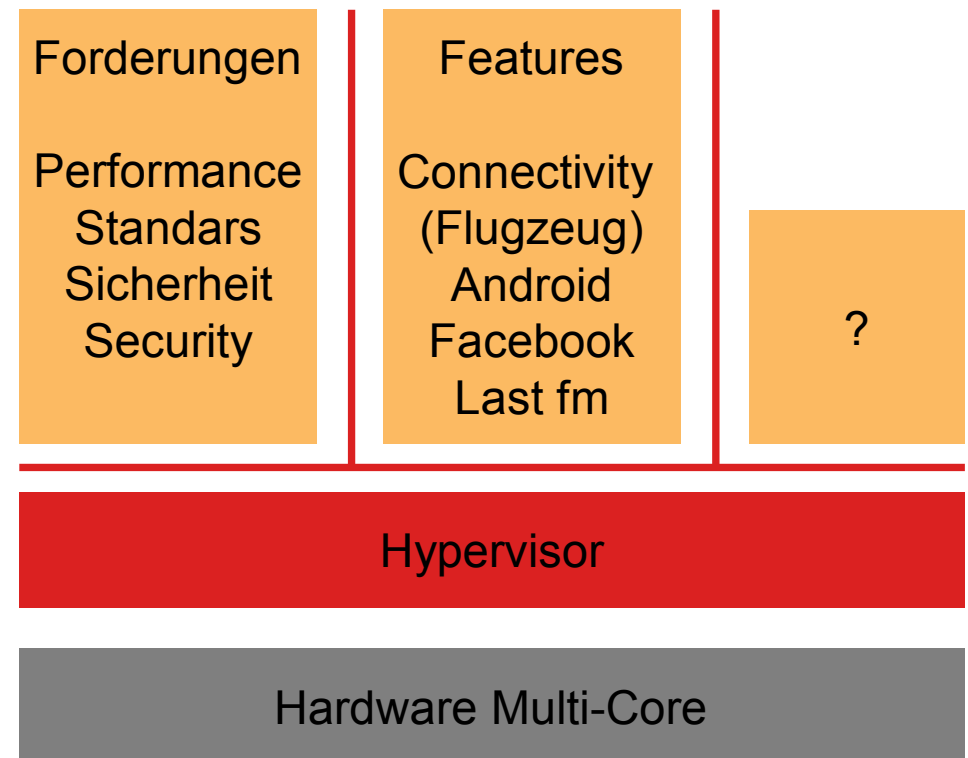 Forderungen
Performance
Standars
Sicherheit
Security
Features
Connectivity
(Flugzeug)
Android
Facebook
Last fm
?
Hypervisor
Hardware Multi-Core